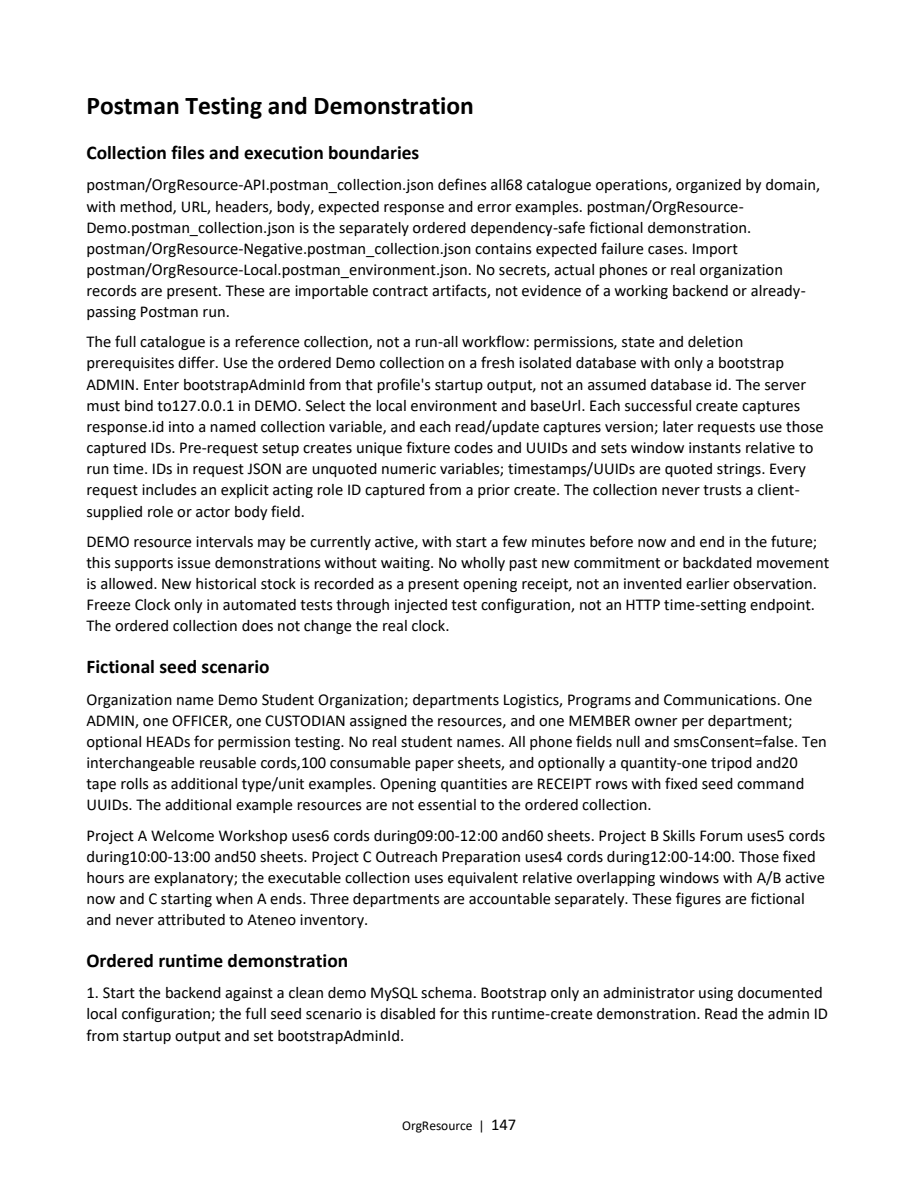 Postman Testing and Demonstration
Collection files and execution boundaries
postman/OrgResource-API.postman_collection.json defines all68 catalogue operations, organized by domain,
with method, URL, headers, body, expected response and error examples. postman/OrgResource-
Demo.postman_collection.json is the separately ordered dependency-safe fictional demonstration.
postman/OrgResource-Negative.postman_collection.json contains expected failure cases. Import
postman/OrgResource-Local.postman_environment.json. No secrets, actual phones or real organization
records are present. These are importable contract artifacts, not evidence of a working backend or already-
passing Postman run.
The full catalogue is a reference collection, not a run-all workflow: permissions, state and deletion
prerequisites differ. Use the ordered Demo collection on a fresh isolated database with only a bootstrap
ADMIN. Enter bootstrapAdminId from that profile's startup output, not an assumed database id. The server
must bind to127.0.0.1 in DEMO. Select the local environment and baseUrl. Each successful create captures
response.id into a named collection variable, and each read/update captures version; later requests use those
captured IDs. Pre-request setup creates unique fixture codes and UUIDs and sets window instants relative to
run time. IDs in request JSON are unquoted numeric variables; timestamps/UUIDs are quoted strings. Every
request includes an explicit acting role ID captured from a prior create. The collection never trusts a client-
supplied role or actor body field.
DEMO resource intervals may be currently active, with start a few minutes before now and end in the future;
this supports issue demonstrations without waiting. No wholly past new commitment or backdated movement
is allowed. New historical stock is recorded as a present opening receipt, not an invented earlier observation.
Freeze Clock only in automated tests through injected test configuration, not an HTTP time-setting endpoint.
The ordered collection does not change the real clock.
Fictional seed scenario
Organization name Demo Student Organization; departments Logistics, Programs and Communications. One
ADMIN, one OFFICER, one CUSTODIAN assigned the resources, and one MEMBER owner per department;
optional HEADs for permission testing. No real student names. All phone fields null and smsConsent=false. Ten
interchangeable reusable cords,100 consumable paper sheets, and optionally a quantity-one tripod and20
tape rolls as additional type/unit examples. Opening quantities are RECEIPT rows with fixed seed command
UUIDs. The additional example resources are not essential to the ordered collection.
Project A Welcome Workshop uses6 cords during09:00-12:00 and60 sheets. Project B Skills Forum uses5 cords
during10:00-13:00 and50 sheets. Project C Outreach Preparation uses4 cords during12:00-14:00. Those fixed
hours are explanatory; the executable collection uses equivalent relative overlapping windows with A/B active
now and C starting when A ends. Three departments are accountable separately. These figures are fictional
and never attributed to Ateneo inventory.
Ordered runtime demonstration
1. Start the backend against a clean demo MySQL schema. Bootstrap only an administrator using documented
local configuration; the full seed scenario is disabled for this runtime-create demonstration. Read the admin ID
from startup output and set bootstrapAdminId.
OrgResource | 147